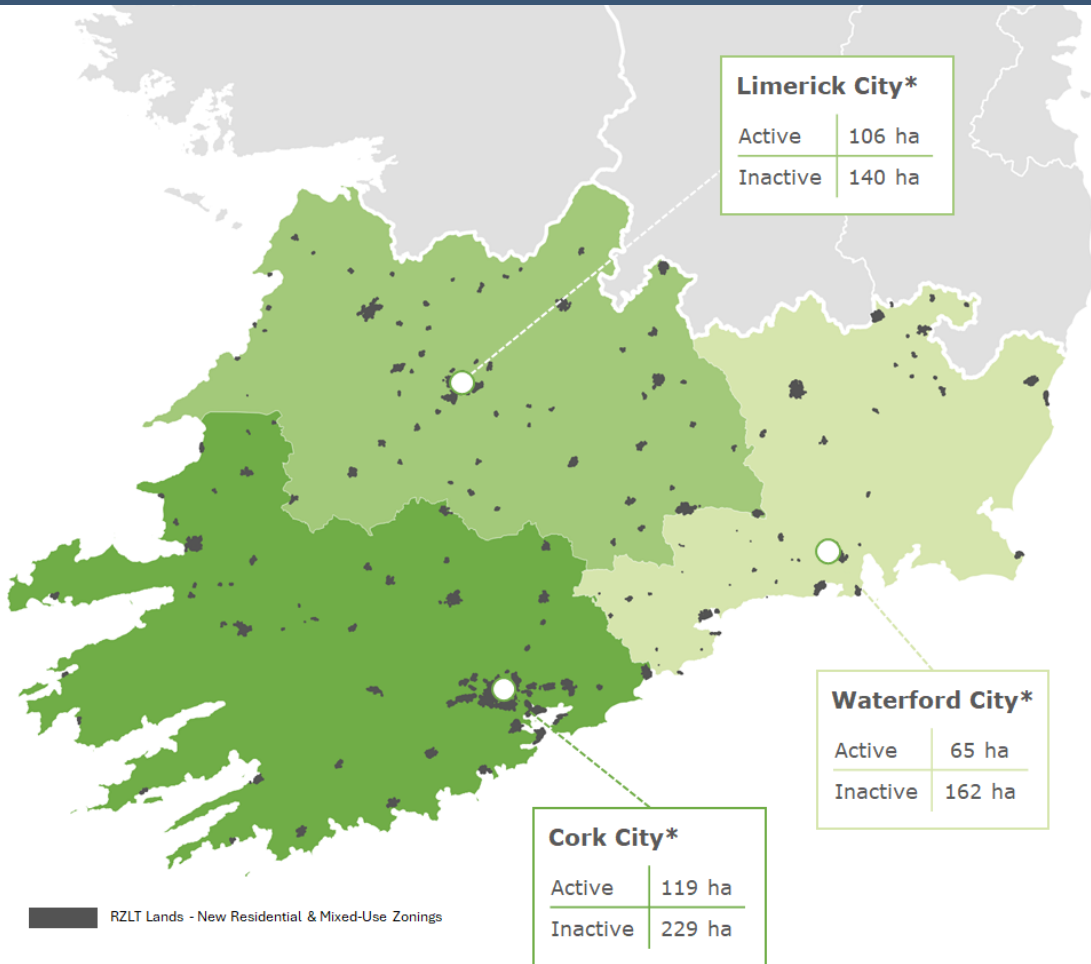 Limerick City*
Active 106 ha
Inactive 140 ha
Waterford City*
Active 65 ha
Inactive 162 ha
Cork City*
Active 119 ha
Inactive 229 ha
RZLT Lands - New Residential & Mixed-Use Zonings